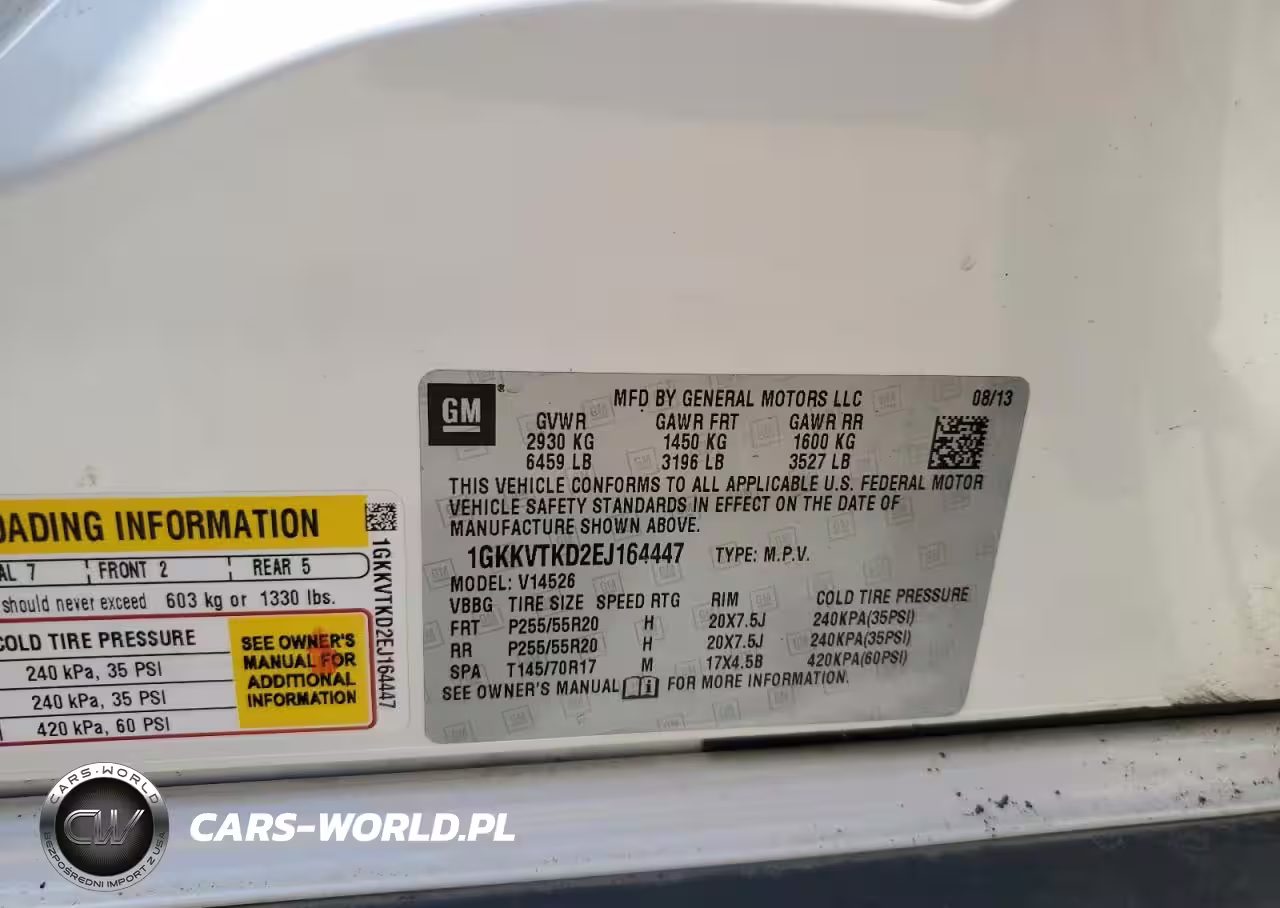 GM
MFD BY GENERAL MOTORS LLC 08/13
GVWR GAWR FRT GAWR RR
2930 KG 1450 KG 1600 KG
6459 LB 3196 LB 3527 LB
THIS VEHICLE CONFORMS TO ALL APPLICABLE U.S. FEDERAL MOTOR
VEHICLE SAFETY STANDARDS IN EFFECT ON THE DATE OF
MANUFACTURE SHOWN ABOVE.
1GKKVTKD2EJ164447 TYPE: M.P.V.
MODEL: V14526
VBBG TIRE SIZE SPEED RTG RIM COLD TIRE PRESSURE
FRT P255/55R20 H 20X7.5J 240KPA(35PSI)
RR P255/55R20 H 20X7.5J 240KPA(35PSI)
SPA T145/70R17 M 17X4.5B 420KPA(60PSI)
SEE OWNER'S MANUAL FOR MORE INFORMATION.
OADING INFORMATION
AL 7 FRONT 2 REAR 5
should never exceed 603 kg or 1330 lbs.
COLD TIRE PRESSURE
240 kPa, 35 PSI
240 kPa, 35 PSI
420 kPa, 60 PSI
SEE OWNER'S
MANUAL FOR
ADDITIONAL
INFORMATION
1GKKVTKD2EJ164447
CARS-WORLD
CW
BEZPOŚREDNI IMPORT Z USA
CARS-WORLD.PL